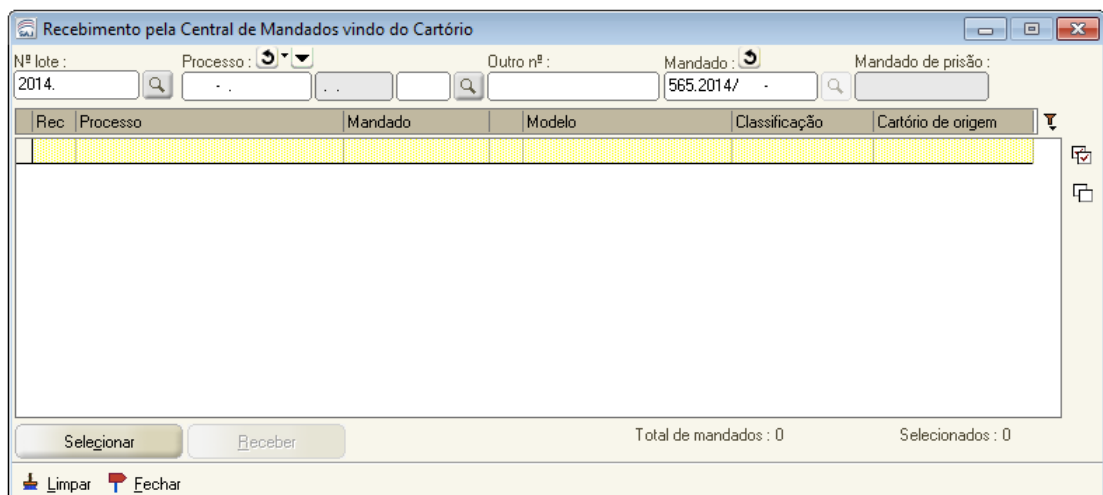 Recebimento pela Central de Mandados vindo do Cartório
Nº lote : Processo : Outro nº : Mandado : Mandado de prisão :
2014. - . . . 565.2014/ -
Rec Processo Mandado Modelo Classificação Cartório de origem
Selecionar Receber Total de mandados : 0 Selecionados : 0
Limpar Fechar